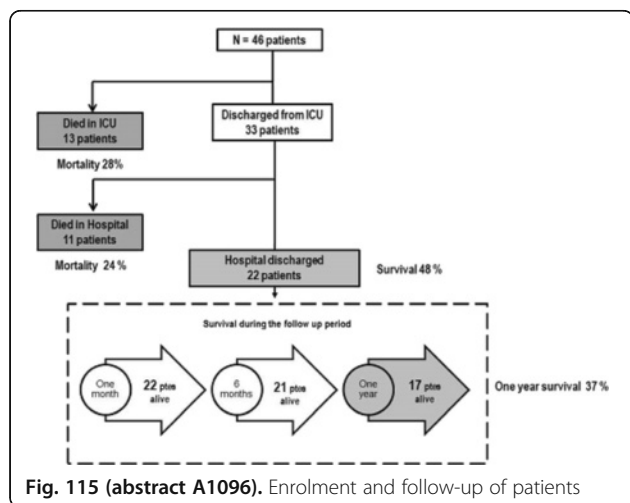 N = 46 patients
Died in ICU
13 patients
Discharged from ICU
33 patients
Mortality 28%
Died in Hospital
11 patients
Mortality 24 %
Hospital discharged
22 patients
Survival 48 %
Survival during the follow up period
One
month
22 ptes
alive
6
months
21 ptes
alive
One
year
17 ptes
alive
One year survival 37 %
Fig. 115 (abstract A1096). Enrolment and follow-up of patients